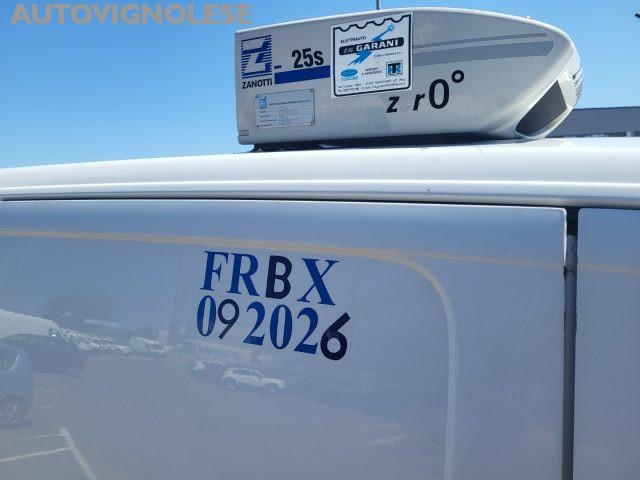 AUTOVIGNOLESE
ZANOTTI
25s
ELETTRAUTO
F.lli GARANI
z r0°
FRBX
092026